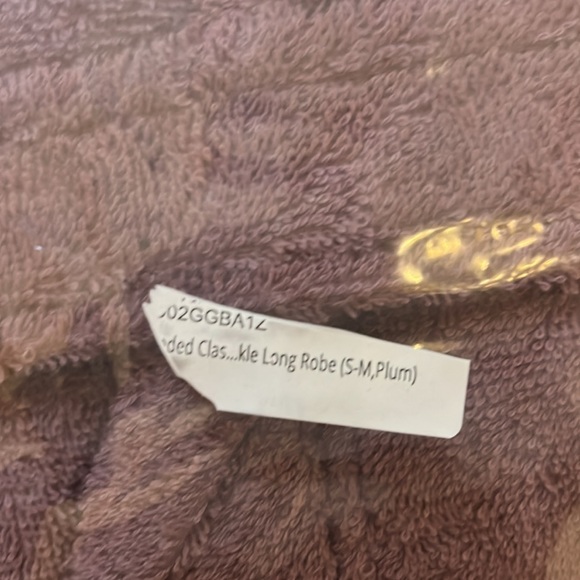 02GGBA1Z
ded Clas...kle Long Robe (S-M,Plum)